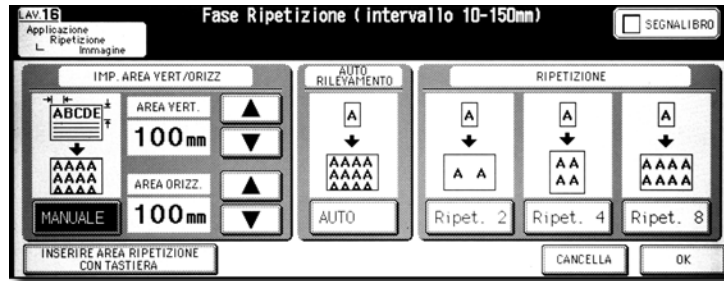 LAV.16
Fase Ripetizione ( intervallo 10-150mm)
SEGNALIBRO
Applicazione
Ripetizione
Immagine
IMP. AREA VERT/ORIZZ
AUTO
RILEVAMENTO
RIPETIZIONE
ABCDE
AREA VERT.
100mm
A
A
A
A
AAAA
AAAA
AAAA
AREA ORIZZ.
100mm
AAAA
AAAA
AAAA
A A
AA
AA
AAAA
AAAA
MANUALE
AUTO
Ripet. 2
Ripet. 4
Ripet. 8
INSERIRE AREA RIPETIZIONE
CON TASTIERA
CANCELLA
OK